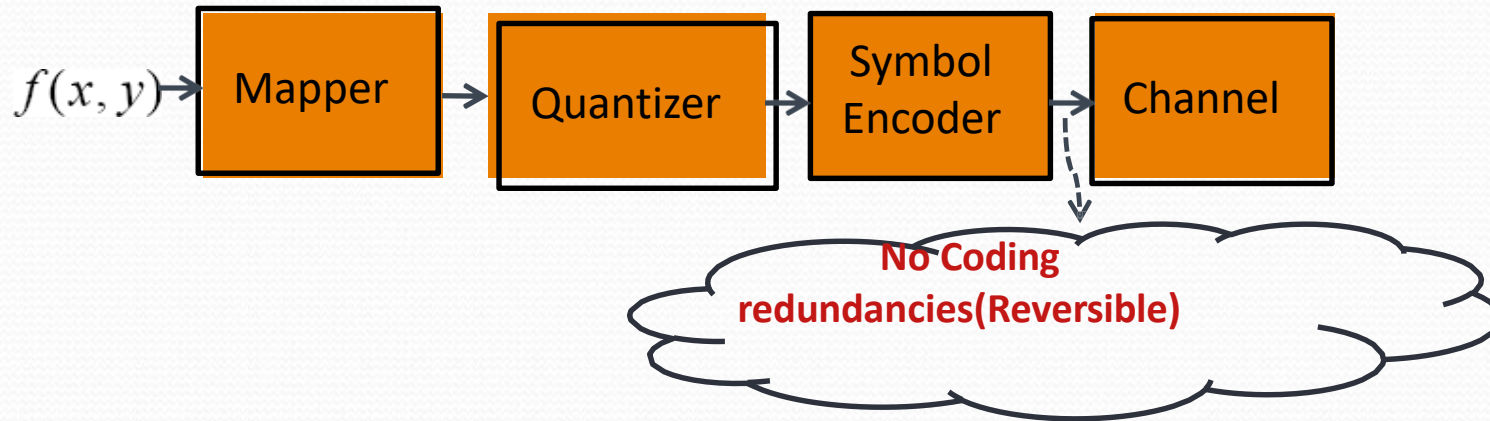 f(x, y)
Mapper
Quantizer
Symbol
Encoder
Channel
No Coding
redundancies(Reversible)